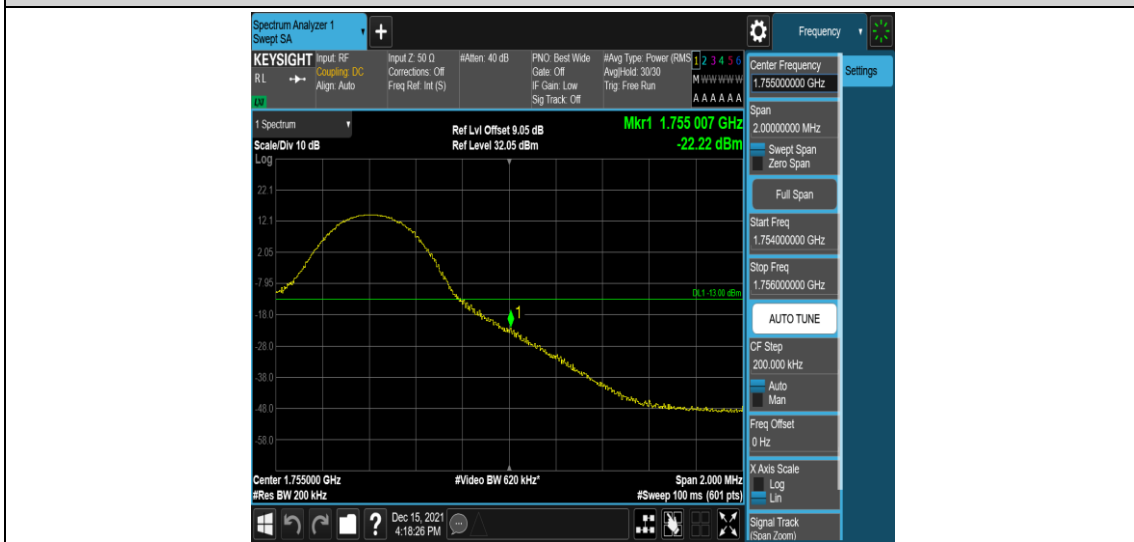 Spectrum Analyzer 1
Swept SA
+
Frequency
KEYSIGHT
RL
LXI
Input: RF
Coupling: DC
Align: Auto
Input Z: 50 Ω
Corrections: Off
Freq Ref: Int (S)
#Atten: 40 dB
PNO: Best Wide
Gate: Off
IF Gain: Low
Sig Track: Off
#Avg Type: Power (RMS
Avg|Hold: 30/30
Trig: Free Run
1 2 3 4 5 6
M W W W W W
A A A A A A
1 Spectrum
Scale/Div 10 dB
Ref Lvl Offset 9.05 dB
Ref Level 32.05 dBm
Mkr1 1.755 007 GHz
-22.22 dBm
Log
22.1
12.1
2.05
-7.95
-18.0
-28.0
-38.0
-48.0
-58.0
DL1 -13.00 dBm
1
Center 1.755000 GHz
#Res BW 200 kHz
#Video BW 620 kHz*
Span 2.000 MHz
#Sweep 100 ms (601 pts)
?
Dec 15, 2021
4:18:26 PM
Center Frequency
1.755000000 GHz
Settings
Span
2.00000000 MHz
Swept Span
Zero Span
Full Span
Start Freq
1.754000000 GHz
Stop Freq
1.756000000 GHz
AUTO TUNE
CF Step
200.000 kHz
Auto
Man
Freq Offset
0 Hz
X Axis Scale
Log
Lin
Signal Track
(Span Zoom)